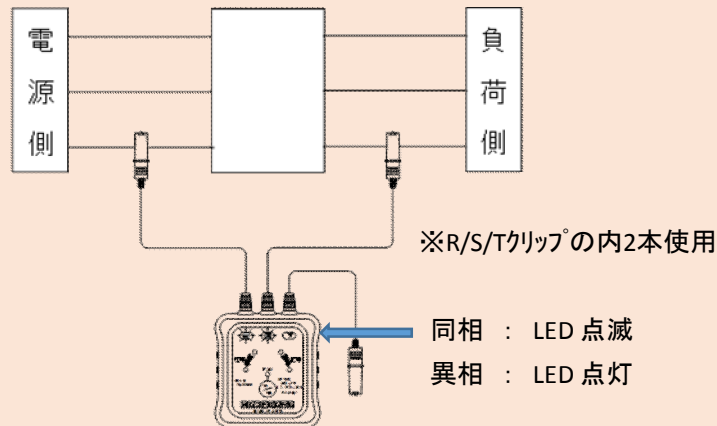 電源側
負荷側
※R/S/Tｸﾘｯﾌﾟの内2本使用
同相 : LED 点滅
異相 : LED 点灯